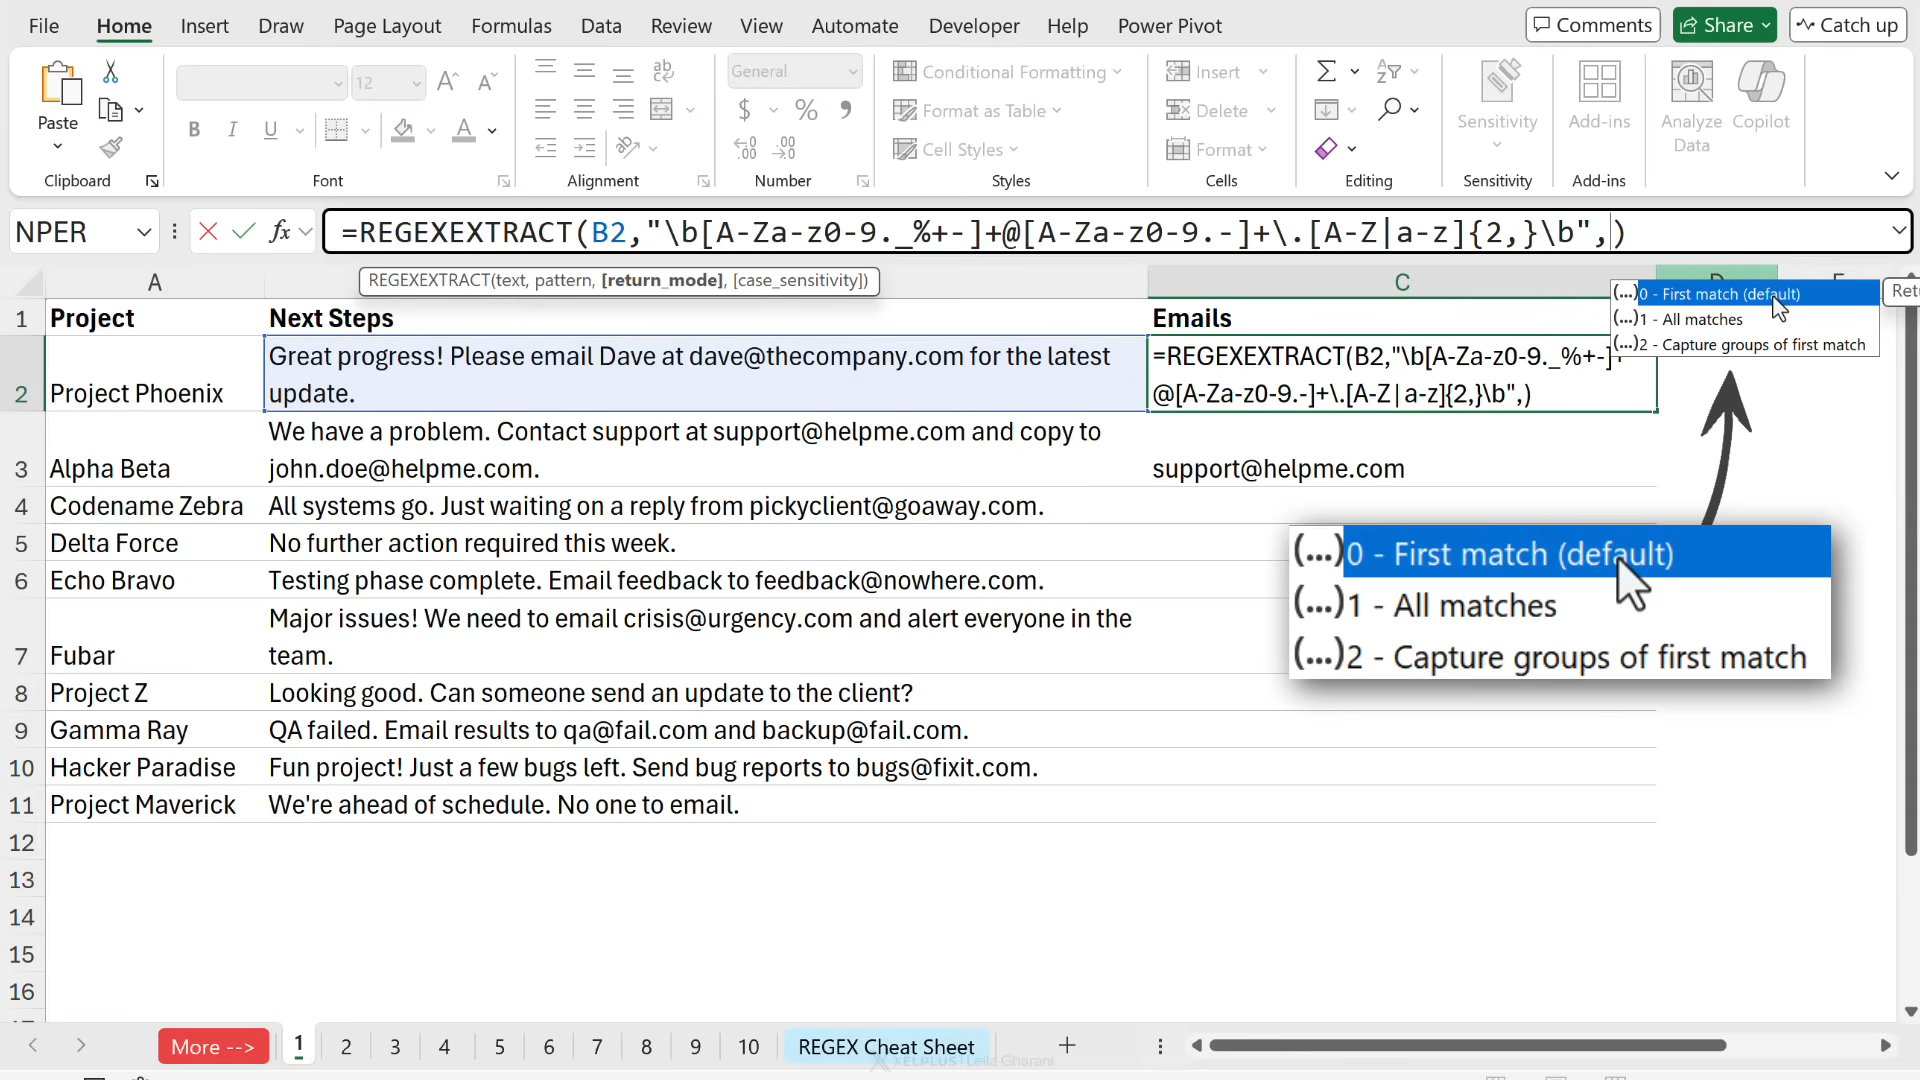 File Home Insert Draw Page Layout Formulas Data Review View Automate Developer Help Power Pivot Comments Share Catch up
General Conditional Formatting Insert
12 Format as Table Delete
Paste B I U A $ % Cell Styles Format Sensitivity Add-ins Analyze Data Copilot
Clipboard Font Alignment Number Styles Cells Editing Sensitivity Add-ins
NPER fx =REGEXEXTRACT(B2,"\b[A-Za-z0-9._%+-]+@[A-Za-z0-9.-]+\.[A-Z|a-z]{2,}\b",)
REGEXEXTRACT(text, pattern, [return_mode], [case_sensitivity])
A C
(...)0 - First match (default)
(...)1 - All matches
(...)2 - Capture groups of first match
1 Project Next Steps Emails
Great progress! Please email Dave at dave@thecompany.com for the latest =REGEXEXTRACT(B2,"\b[A-Za-z0-9._%+-]+
2 Project Phoenix update. @[A-Za-z0-9.-]+\.[A-Z|a-z]{2,}\b",)
We have a problem. Contact support at support@helpme.com and copy to
3 Alpha Beta john.doe@helpme.com. support@helpme.com
4 Codename Zebra All systems go. Just waiting on a reply from pickyclient@goaway.com.
5 Delta Force No further action required this week.
6 Echo Bravo Testing phase complete. Email feedback to feedback@nowhere.com.
(...)0 - First match (default)
(...)1 - All matches
(...)2 - Capture groups of first match
Major issues! We need to email crisis@urgency.com and alert everyone in the
7 Fubar team.
8 Project Z Looking good. Can someone send an update to the client?
9 Gamma Ray QA failed. Email results to qa@fail.com and backup@fail.com.
10 Hacker Paradise Fun project! Just a few bugs left. Send bug reports to bugs@fixit.com.
11 Project Maverick We're ahead of schedule. No one to email.
12
13
14
15
16
More --> 1 2 3 4 5 6 7 8 9 10 REGEX Cheat Sheet
XELPLUS | Leila Gharani